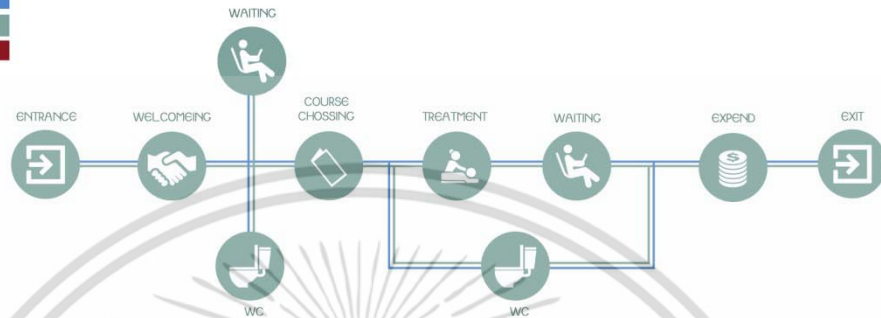 WAITING
ENTRANCE
WELCOMEING
COURSE
CHOSSING
TREATMENT
WAITING
EXPEND
EXIT
WC
WC